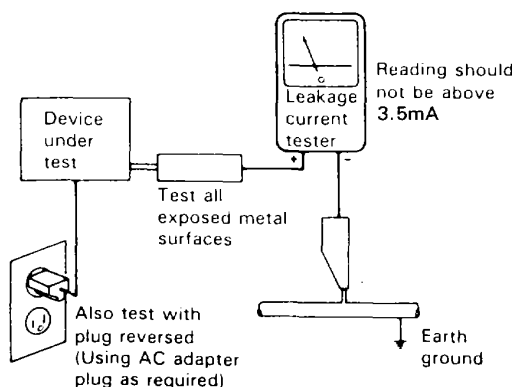 Device
under
test
Leakage
current
tester
+ -
Reading should
not be above
3.5mA
Test all
exposed metal
surfaces
Also test with
plug reversed
(Using AC adapter
plug as required)
Earth
ground